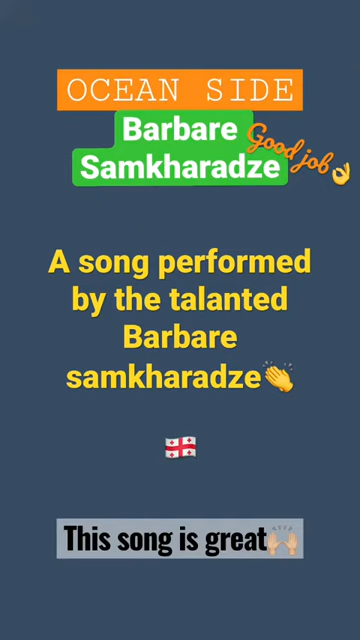 OCEAN SIDE
Barbare
Samkharadze
Good job👌
A song performed
by the talanted
Barbare
samkharadze👏
🇬🇪
This song is great🙌🏼